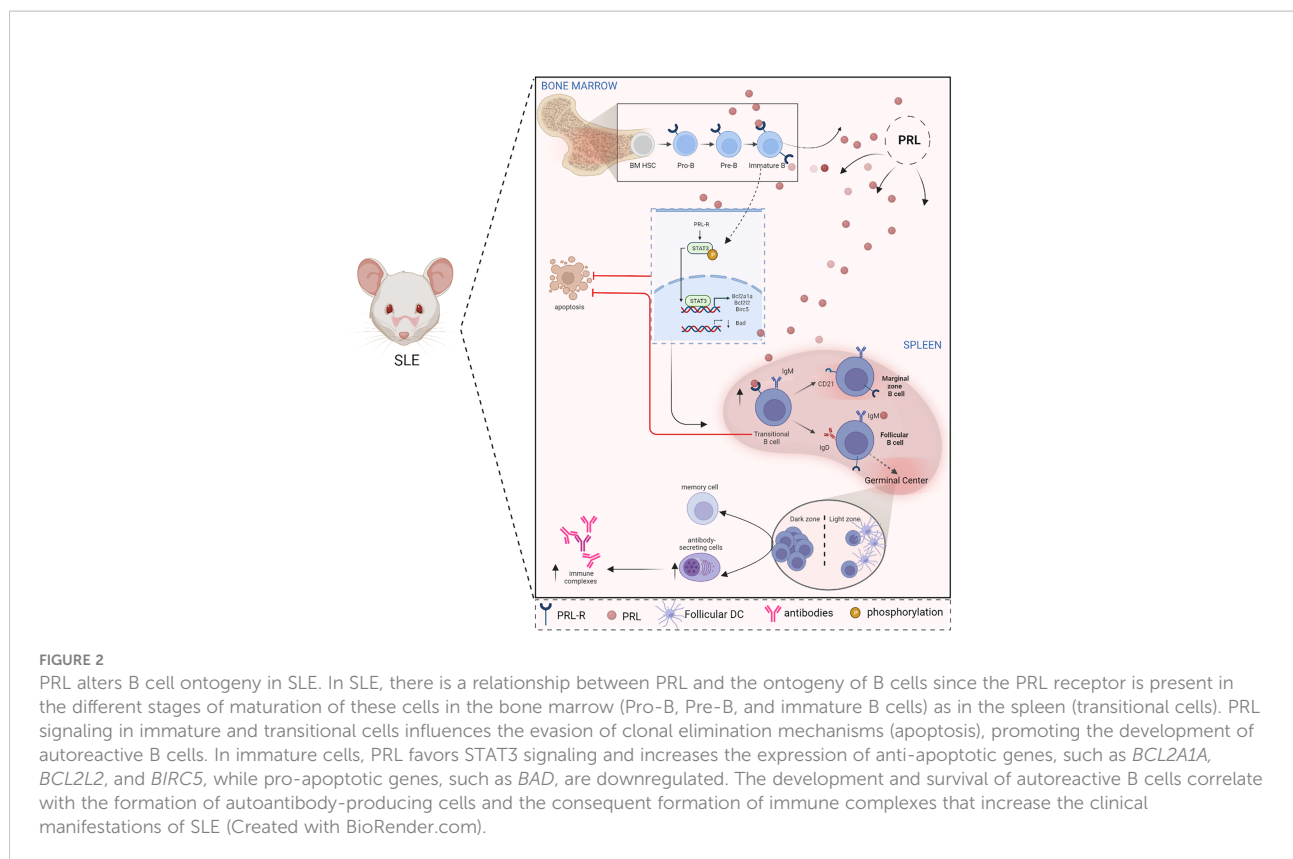 BONE MARROW
BM HSC
Pro-B
Pre-B
Immature B
PRL
PRL-R
STAT3
P
STAT3
Bcl2a1a
Bcl2l2
Birc5
Bad
apoptosis
SLE
SPLEEN
IgM
CD21
Marginal
zone
B cell
Transitional
B cell
IgM
Follicular
B cell
IgD
Germinal Center
memory cell
Dark zone
Light zone
antibody-
secreting cells
immune
complexes
PRL-R
PRL
Follicular DC
antibodies
P
phosphorylation
FIGURE 2
PRL alters B cell ontogeny in SLE. In SLE, there is a relationship between PRL and the ontogeny of B cells since the PRL receptor is present in
the different stages of maturation of these cells in the bone marrow (Pro-B, Pre-B, and immature B cells) as in the spleen (transitional cells). PRL
signaling in immature and transitional cells influences the evasion of clonal elimination mechanisms (apoptosis), promoting the development of
autoreactive B cells. In immature cells, PRL favors STAT3 signaling and increases the expression of anti-apoptotic genes, such as BCL2A1A,
BCL2L2, and BIRC5, while pro-apoptotic genes, such as BAD, are downregulated. The development and survival of autoreactive B cells correlate
with the formation of autoantibody-producing cells and the consequent formation of immune complexes that increase the clinical
manifestations of SLE (Created with BioRender.com).